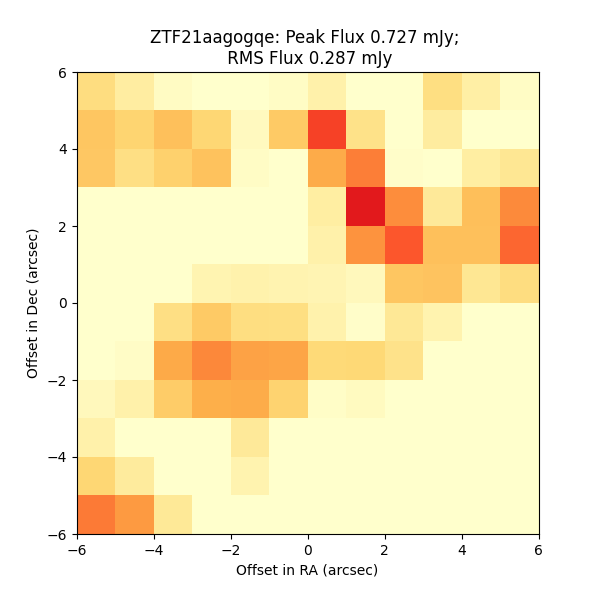 ZTF21aagogqe: Peak Flux 0.727 mJy;
RMS Flux 0.287 mJy
6
4
2
0
−2
−4
−6
Offset in Dec (arcsec)
−6 −4 −2 0 2 4 6
Offset in RA (arcsec)